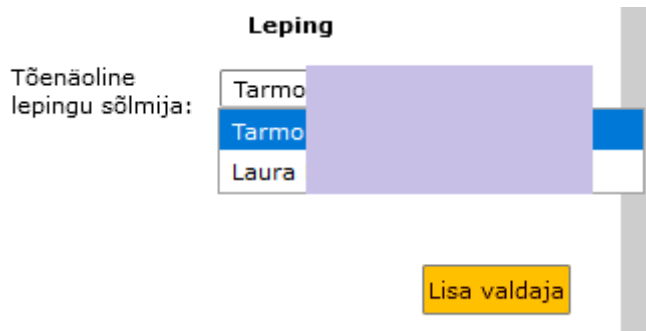 Leping
Tõenäoline
lepingu sõlmija:
Tarmo
Tarmo
Laura
Lisa valdaja